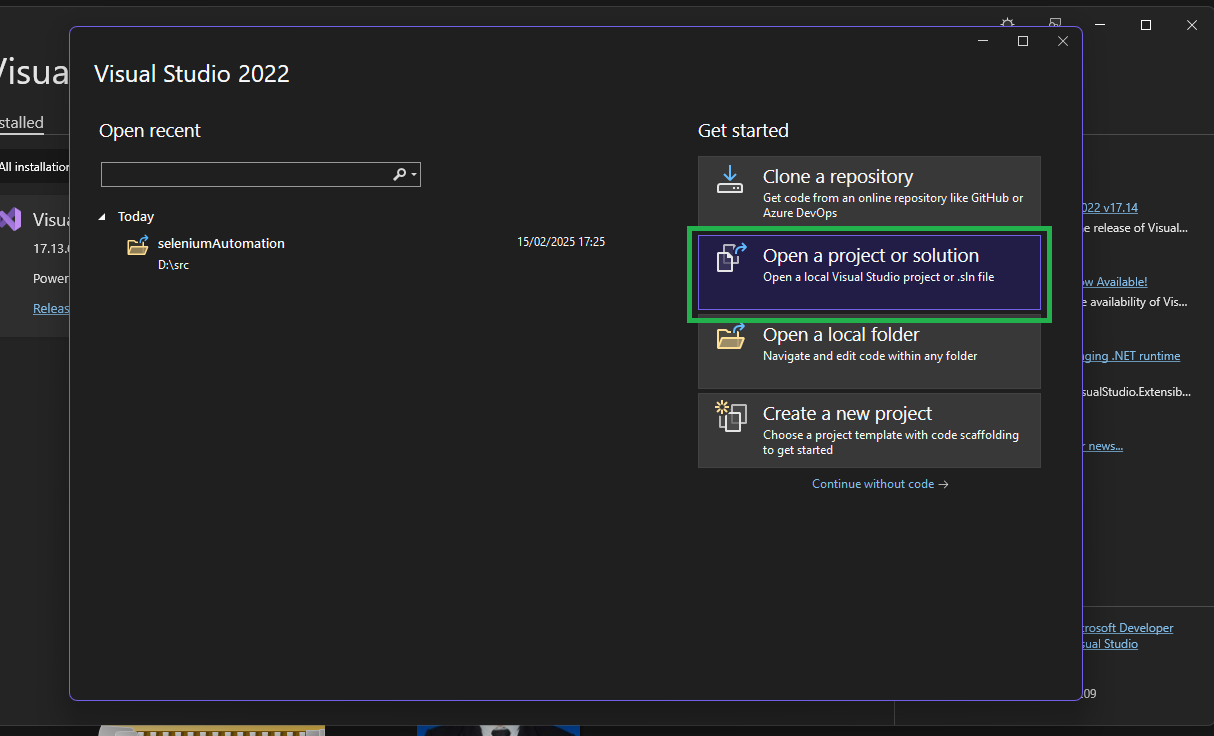 Visual Studio 2022
Open recent
Today
seleniumAutomation
15/02/2025 17:25
D:\src
Get started
Clone a repository
Get code from an online repository like GitHub or
Azure DevOps
Open a project or solution
Open a local Visual Studio project or .sln file
Open a local folder
Navigate and edit code within any folder
Create a new project
Choose a project template with code scaffolding
to get started
Continue without code →
Visua
stalled
All installation
Visua
17.13.
Power
Releas
022 v17.14
e release of Visual...
ow Available!
e availability of Vis...
ging .NET runtime
sualStudio.Extensib...
r news...
crosoft Developer
sual Studio
.09